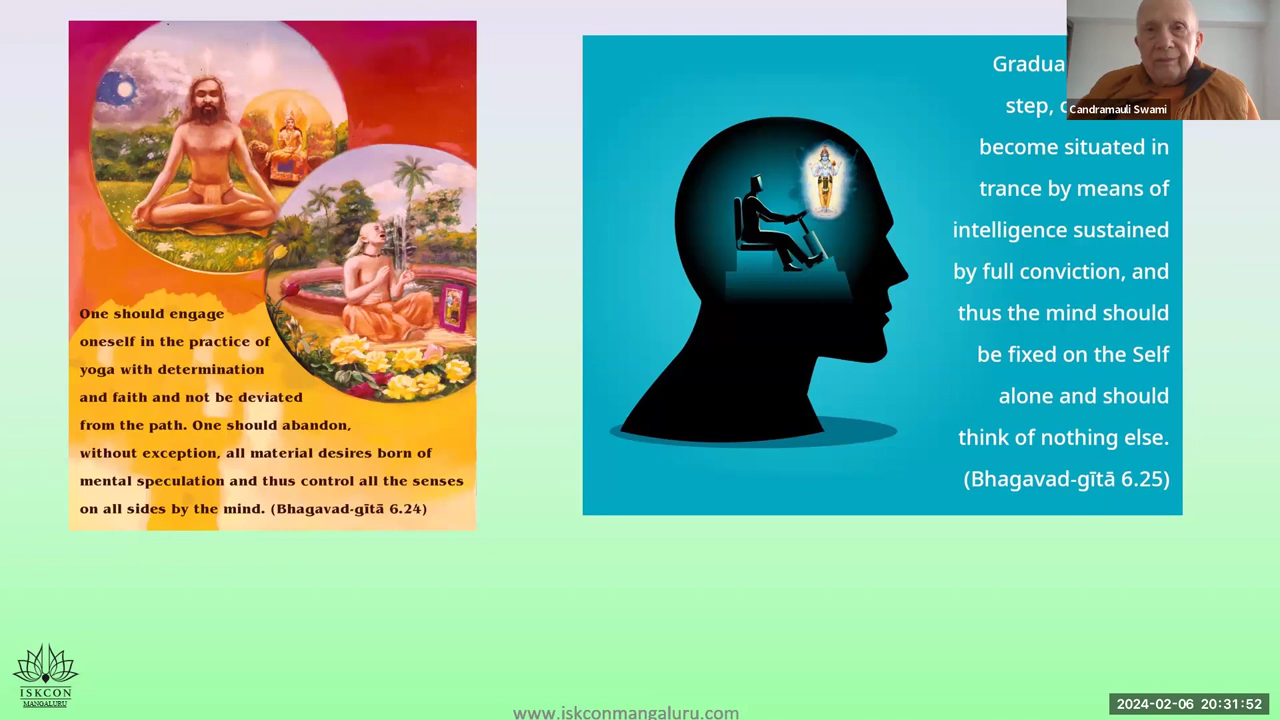 One should engage
oneself in the practice of
yoga with determination
and faith and not be deviated
from the path. One should abandon,
without exception, all material desires born of
mental speculation and thus control all the senses
on all sides by the mind. (Bhagavad-gītā 6.24)
step,
become situated in
trance by means of
intelligence sustained
by full conviction, and
thus the mind should
be fixed on the Self
alone and should
think of nothing else.
(Bhagavad-gītā 6.25)
Candramauli Swami
ISKCON
MANGALURU
www.iskconmangaluru.com
2024-02-06 20:31:52